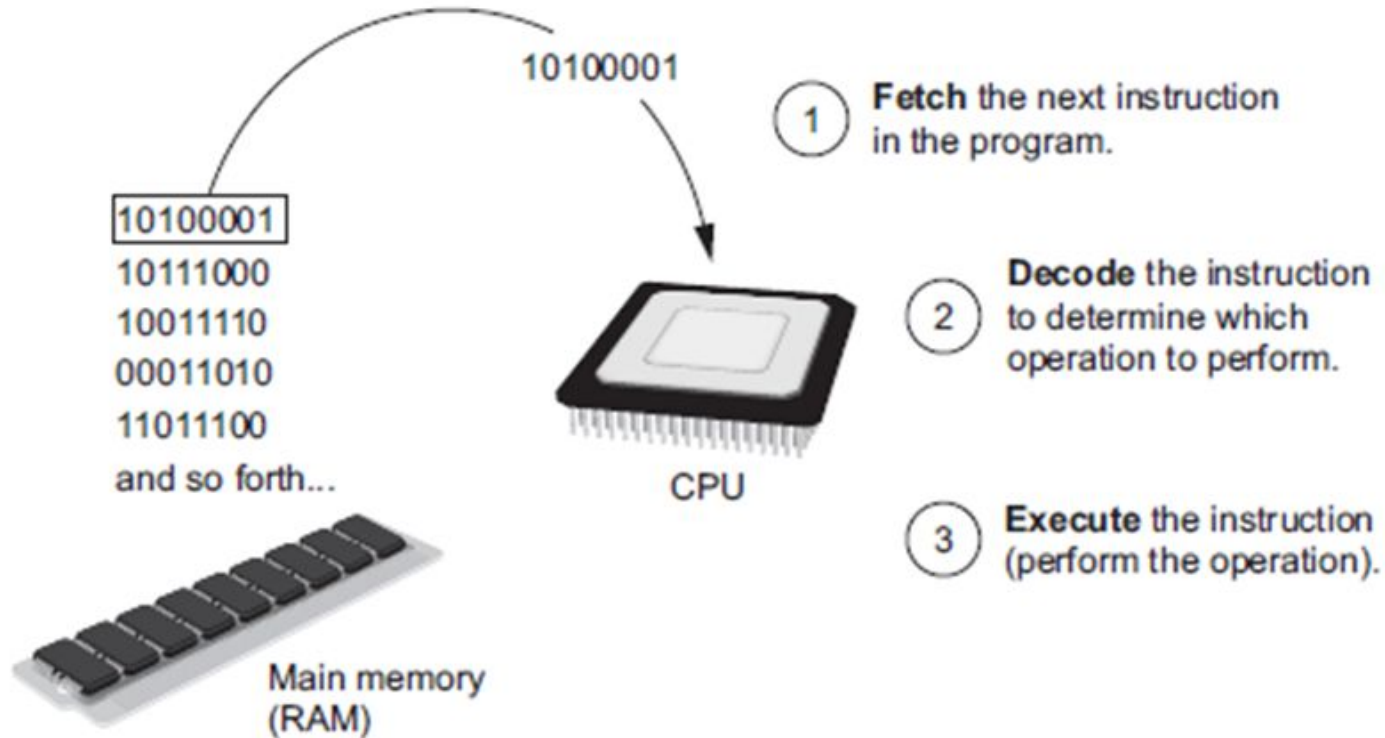 10100001
1
Fetch the next instruction
in the program.
10100001
10111000
10011110
00011010
11011100
and so forth...
CPU
2
Decode the instruction
to determine which
operation to perform.
3
Execute the instruction
(perform the operation).
Main memory
(RAM)